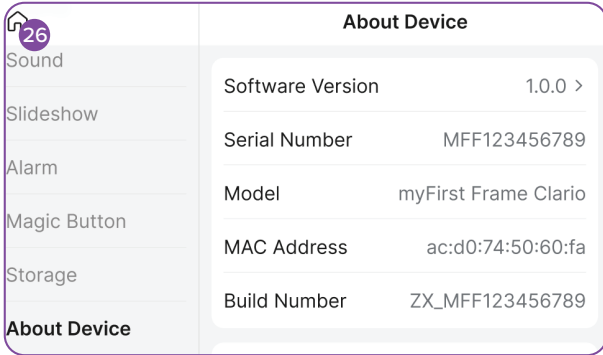 26
About Device
Sound
Slideshow
Alarm
Magic Button
Storage
About Device
Software Version 1.0.0 >
Serial Number MFF123456789
Model myFirst Frame Clario
MAC Address ac:d0:74:50:60:fa
Build Number ZX_MFF123456789